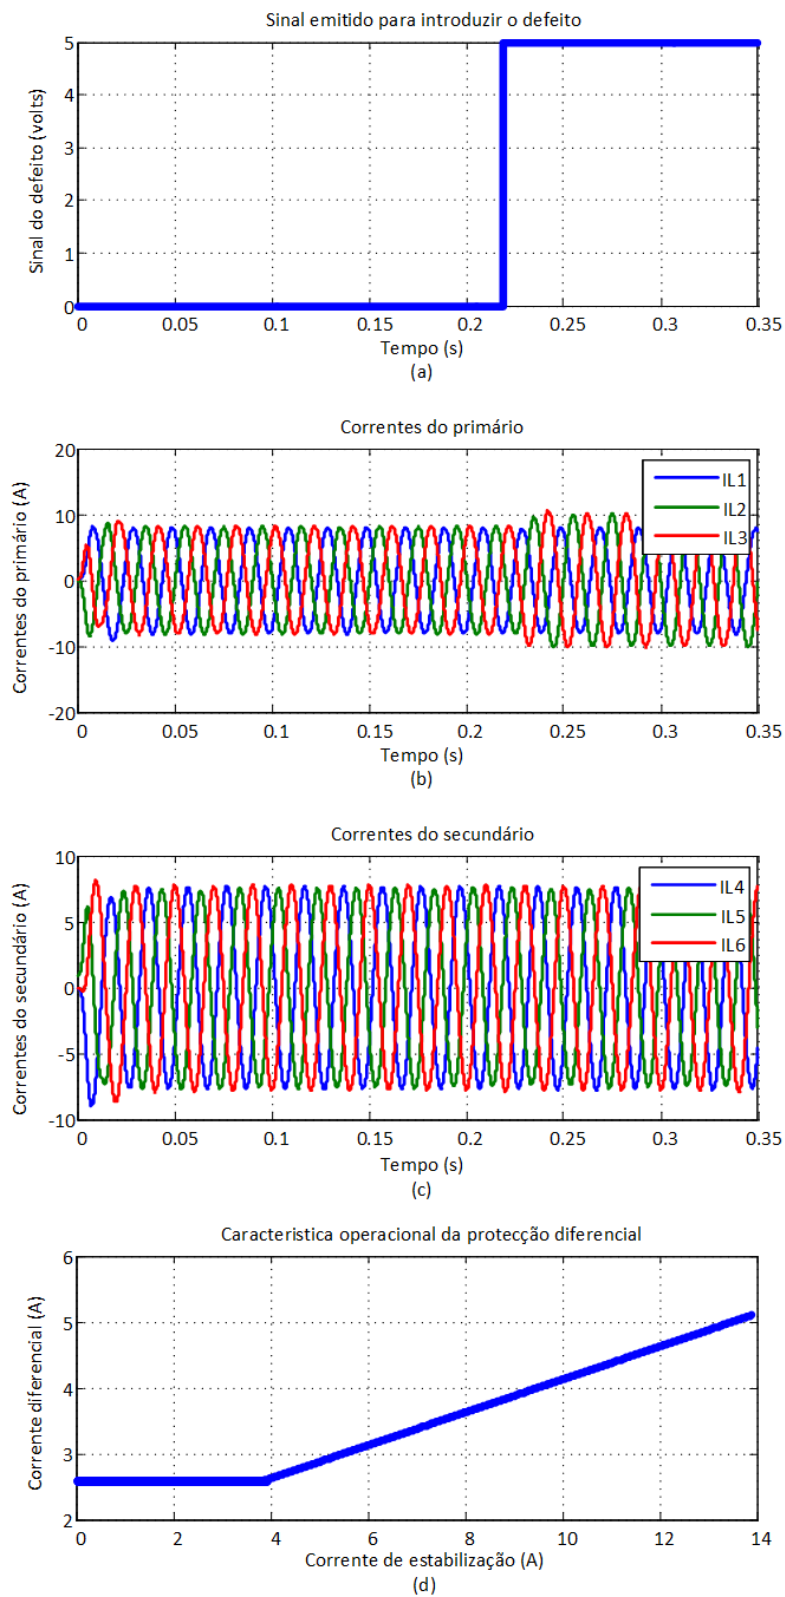 Sinal emitido para introduzir o defeito
Sinal do defeito (volts)
5
4
3
2
1
0
0 0.05 0.1 0.15 0.2 0.25 0.3 0.35
Tempo (s)
(a)
Correntes do primário
Correntes do primário (A)
20
10
0
-10
-20
IL1
IL2
IL3
0 0.05 0.1 0.15 0.2 0.25 0.3 0.35
Tempo (s)
(b)
Correntes do secundário
Correntes do secundário (A)
10
5
0
-5
-10
IL4
IL5
IL6
0 0.05 0.1 0.15 0.2 0.25 0.3 0.35
Tempo (s)
(c)
Caracteristica operacional da protecção diferencial
Corrente diferencial (A)
6
5
4
3
2
0 2 4 6 8 10 12 14
Corrente de estabilização (A)
(d)